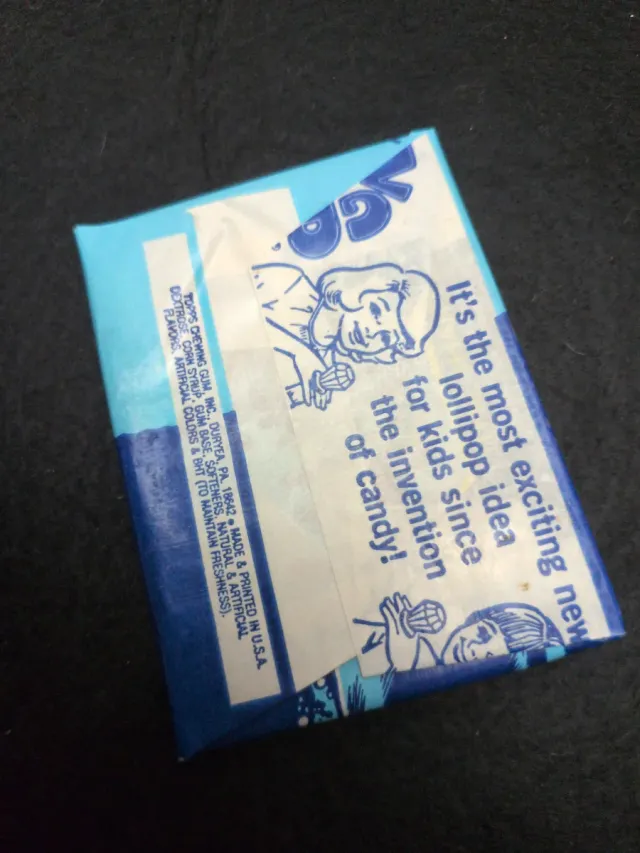 It's the most exciting new
lollipop idea
for kids since
the invention
of candy!
TOPPS CHEWING GUM, INC., DURYEA, PA. 18642 • MADE & PRINTED IN U.S.A.
DEXTROSE, CORN SYRUP, GUM BASE, SOFTENERS, NATURAL & ARTIFICIAL
FLAVORS, ARTIFICIAL COLORS & BHT (TO MAINTAIN FRESHNESS).